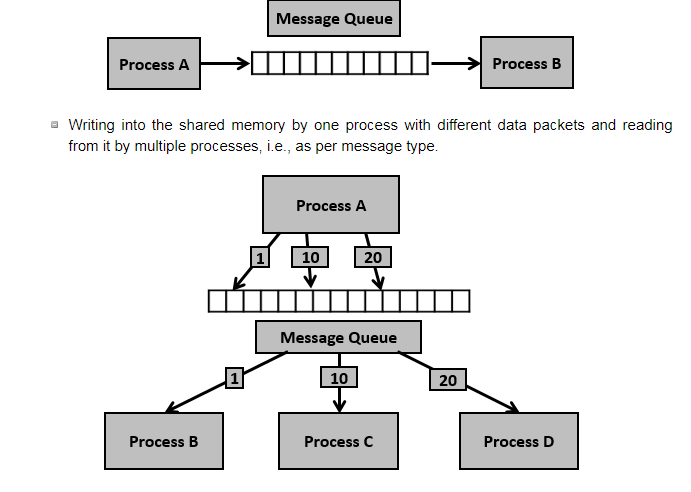 Message Queue
Process A
Process B
Writing into the shared memory by one process with different data packets and reading
from it by multiple processes, i.e., as per message type.
Process A
1
10
20
Message Queue
1
10
20
Process B
Process C
Process D